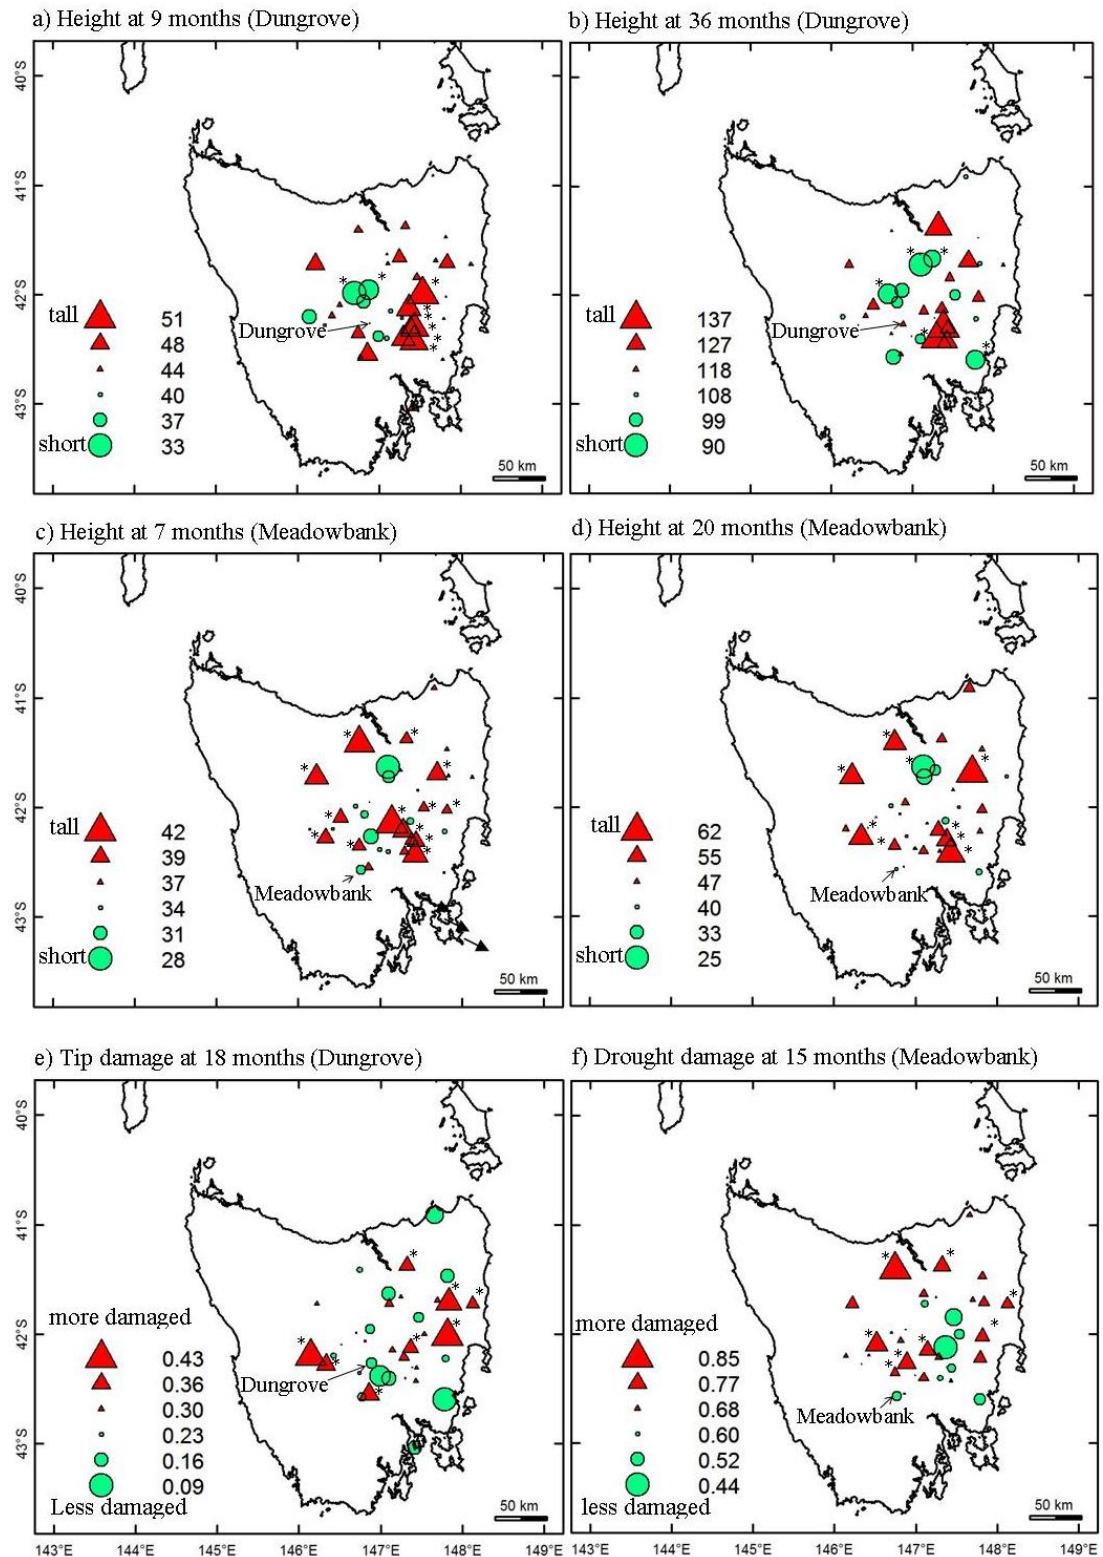 a) Height at 9 months (Dungrove)
b) Height at 36 months (Dungrove)
40°S
41°S
42°S
43°S
tall
51
48
44
40
37
short
33
Dungrove
50 km
tall
137
127
118
108
99
short
90
Dungrove
50 km
c) Height at 7 months (Meadowbank)
d) Height at 20 months (Meadowbank)
40°S
41°S
42°S
43°S
tall
42
39
37
34
31
short
28
Meadowbank
50 km
tall
62
55
47
40
33
short
25
Meadowbank
50 km
e) Tip damage at 18 months (Dungrove)
f) Drought damage at 15 months (Meadowbank)
40°S
41°S
42°S
43°S
more damaged
0.43
0.36
0.30
0.23
0.16
0.09
Less damaged
Dungrove
50 km
more damaged
0.85
0.77
0.68
0.60
0.52
0.44
less damaged
Meadowbank
50 km
143°E 144°E 145°E 146°E 147°E 148°E 149°E
143°E 144°E 145°E 146°E 147°E 148°E 149°E